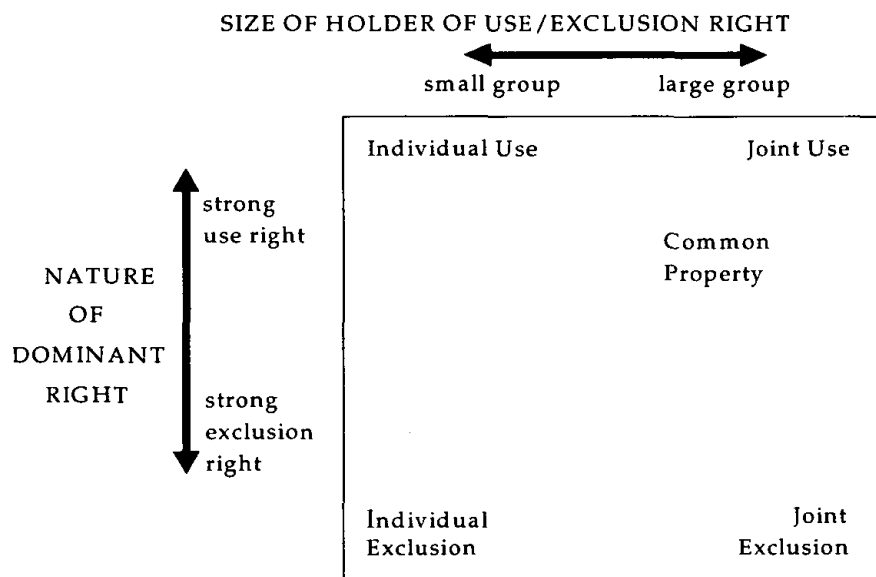 SIZE OF HOLDER OF USE/EXCLUSION RIGHT
small group
large group
Individual Use
Joint Use
strong
use right
Common
Property
NATURE
OF
DOMINANT
RIGHT
strong
exclusion
right
Individual
Exclusion
Joint
Exclusion